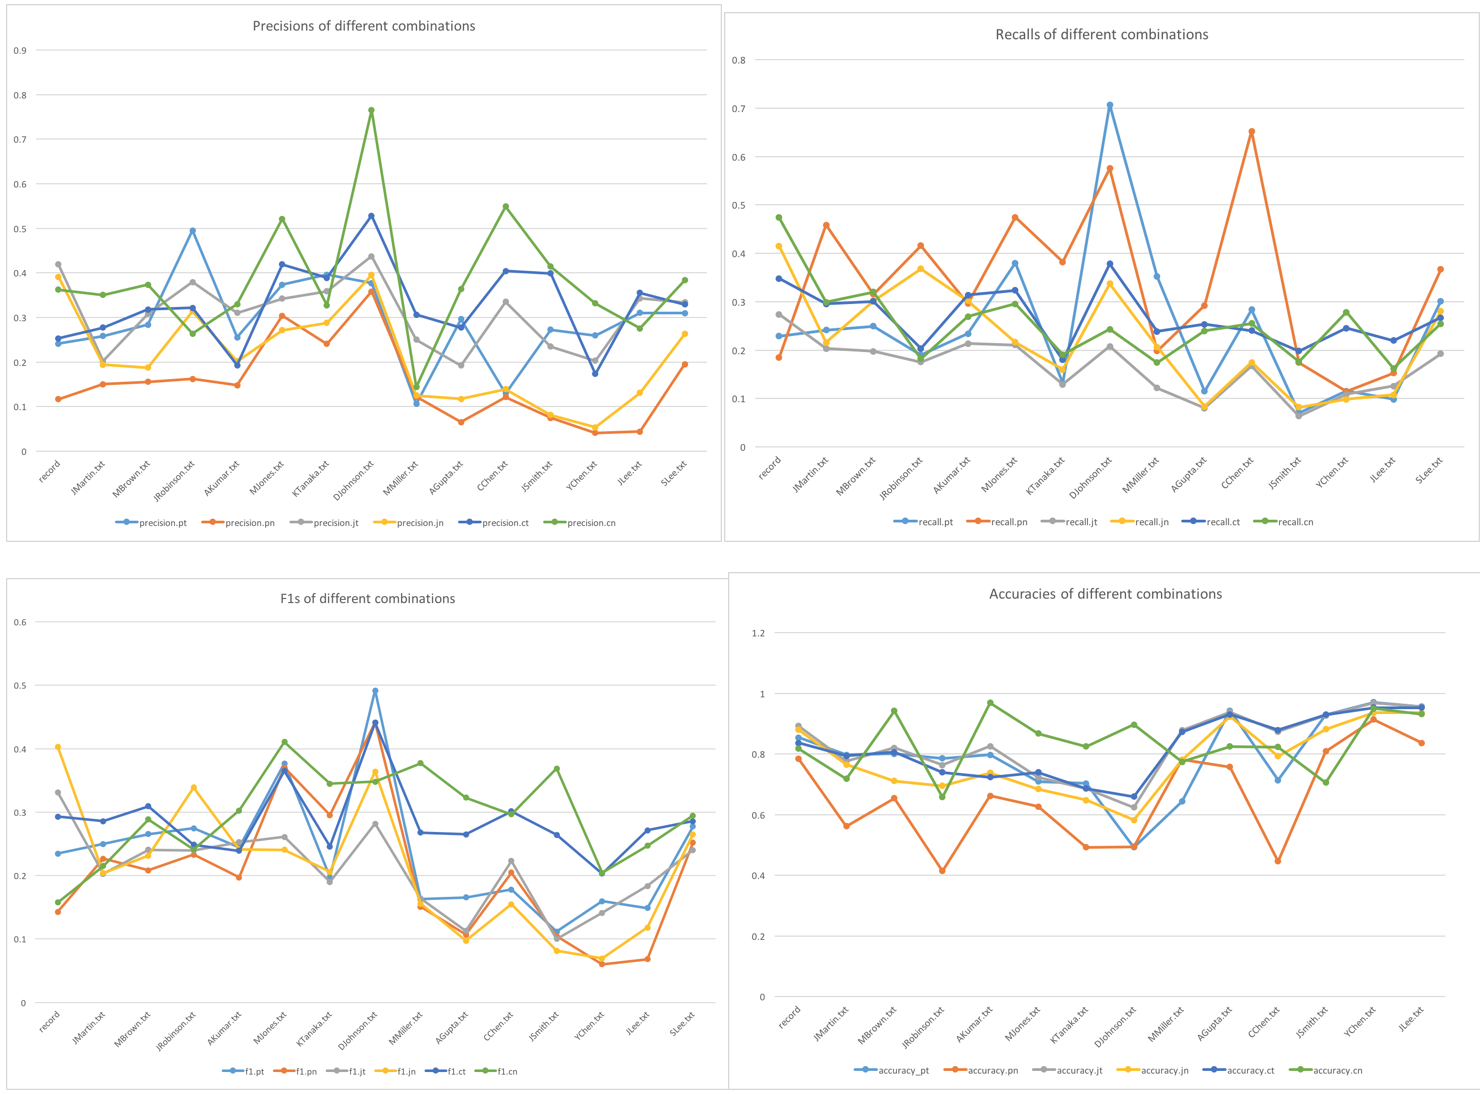 Precisions of different combinations
0.9
0.8
0.7
0.6
0.5
0.4
0.3
0.2
0.1
0
record JMartin.txt MBrown.txt JRobinson.txt AKumar.txt MJones.txt KTanaka.txt DJohnson.txt MMiller.txt AGupta.txt CChen.txt JSmith.txt YChen.txt JLee.txt SLee.txt
precision.pt precision.pn precision.jt precision.jn precision.ct precision.cn
Recalls of different combinations
0.8
0.7
0.6
0.5
0.4
0.3
0.2
0.1
0
record JMartin.txt MBrown.txt JRobinson.txt AKumar.txt MJones.txt KTanaka.txt DJohnson.txt MMiller.txt AGupta.txt CChen.txt JSmith.txt YChen.txt JLee.txt SLee.txt
recall.pt recall.pn recall.jt recall.jn recall.ct recall.cn
F1s of different combinations
0.6
0.5
0.4
0.3
0.2
0.1
0
record JMartin.txt MBrown.txt JRobinson.txt AKumar.txt MJones.txt KTanaka.txt DJohnson.txt MMiller.txt AGupta.txt CChen.txt JSmith.txt YChen.txt JLee.txt SLee.txt
f1.pt f1.pn f1.jt f1.jn f1.ct f1.cn
Accuracies of different combinations
1.2
1
0.8
0.6
0.4
0.2
0
record JMartin.txt MBrown.txt JRobinson.txt AKumar.txt MJones.txt KTanaka.txt DJohnson.txt MMiller.txt AGupta.txt CChen.txt JSmith.txt YChen.txt JLee.txt
accuracy_pt accuracy.pn accuracy.jt accuracy.jn accuracy.ct accuracy.cn